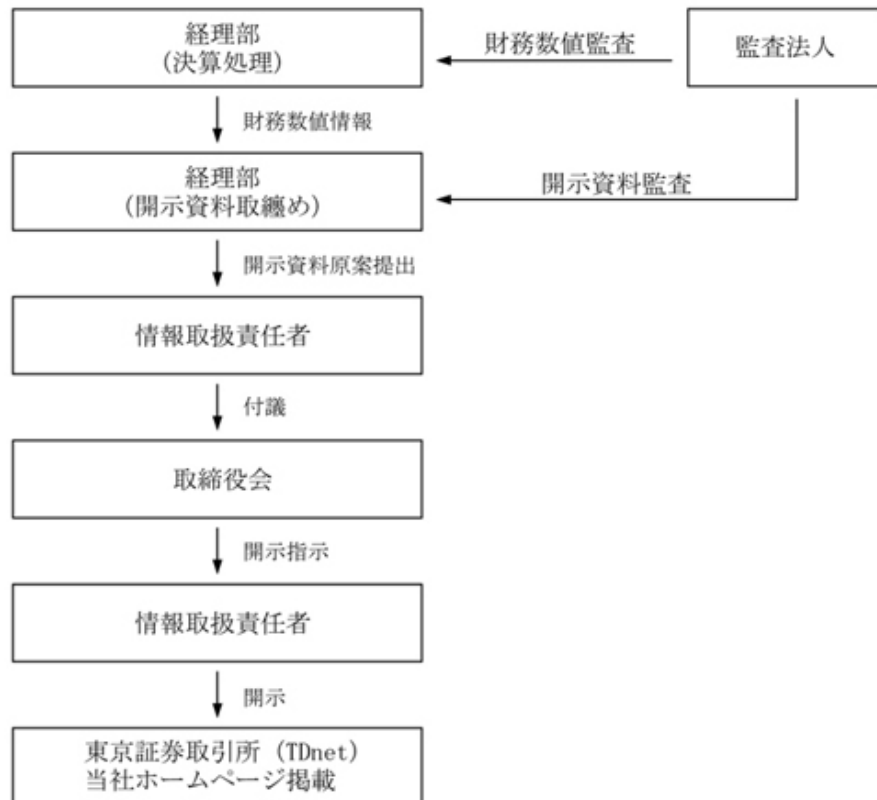 経理部
(決算処理)
財務数値監査
監査法人
財務数値情報
経理部
(開示資料取纏め)
開示資料監査
開示資料原案提出
情報取扱責任者
付議
取締役会
開示指示
情報取扱責任者
開示
東京証券取引所 (TDnet)
当社ホームページ掲載